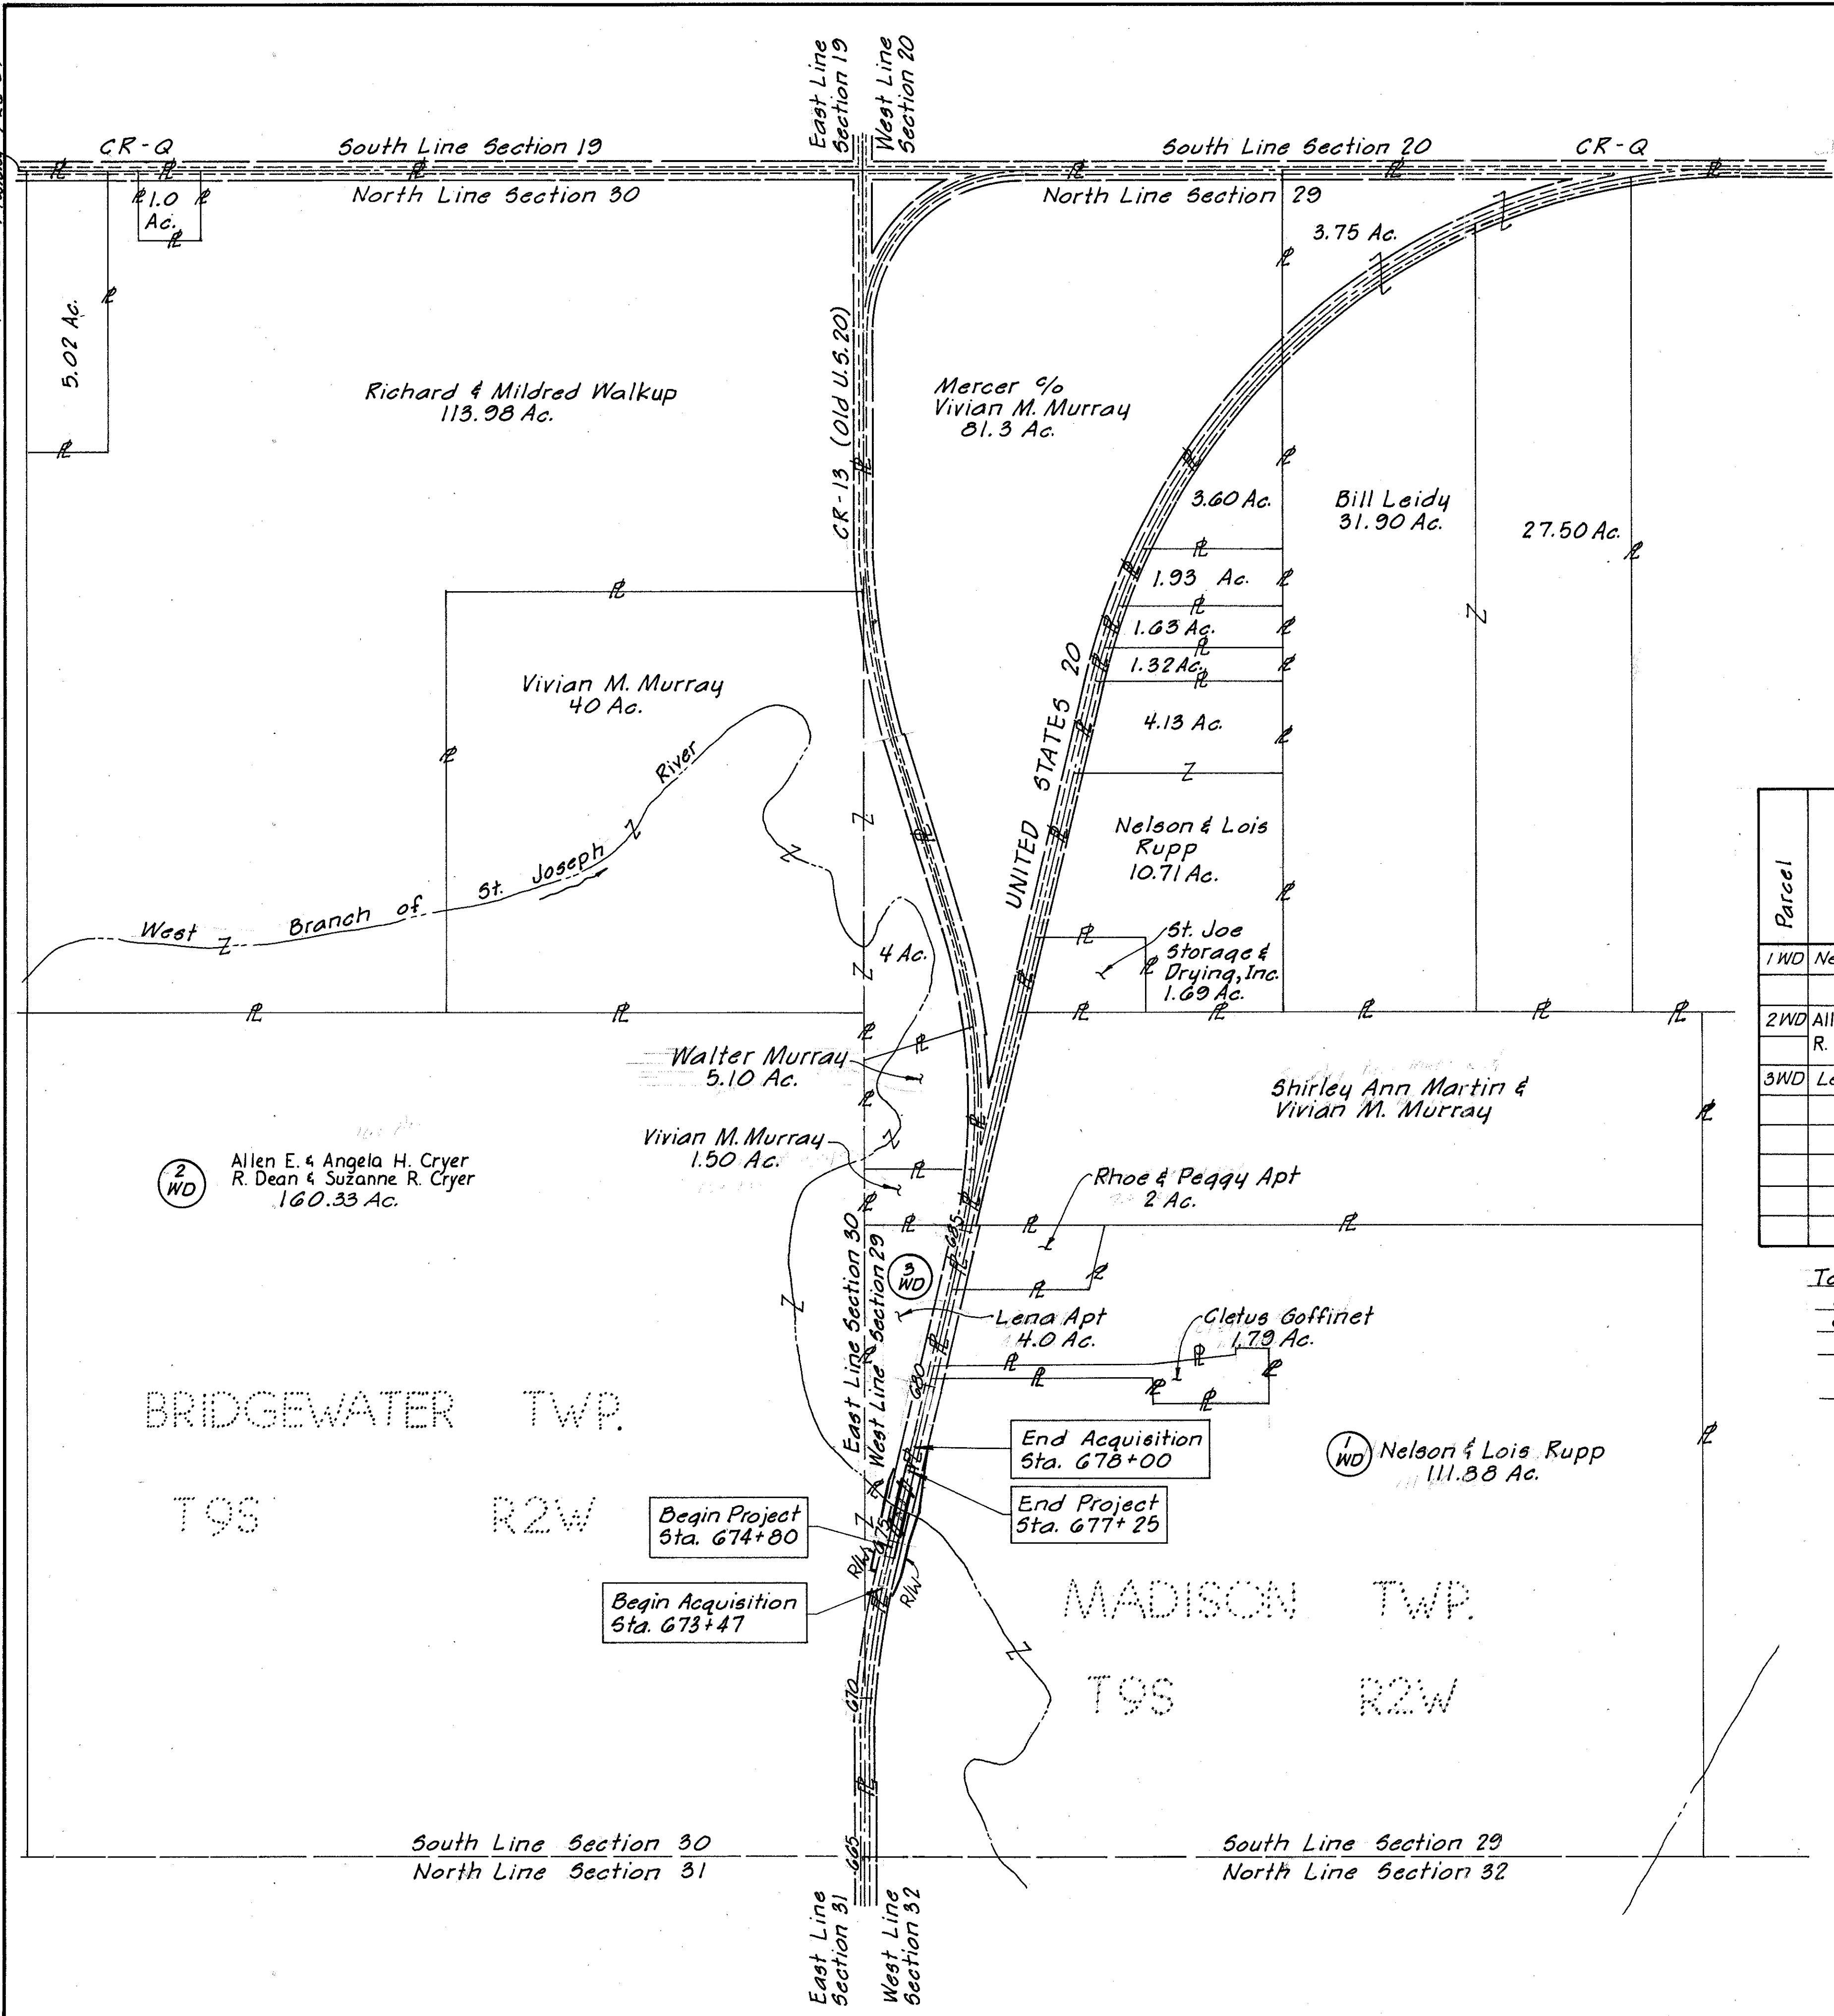 East Line
Section 19
West Line
Section 20
CR-Q
South Line Section 19
South Line Section 20
CR-Q
North Line Section 30
North Line Section 29
1.0
Ac.
3.75 Ac.
5.02 Ac.
Richard & Mildred Walkup
113.98 Ac.
CR-13 (Old U.S. 20)
Mercer c/o
Vivian M. Murray
81.3 Ac.
3.60 Ac.
Bill Leidy
31.90 Ac.
27.50 Ac.
1.93 Ac.
1.63 Ac.
1.32 Ac.
4.13 Ac.
Vivian M. Murray
40 Ac.
UNITED STATES 20
West Branch of St. Joseph River
Nelson & Lois
Rupp
10.71 Ac.
St. Joe
Storage &
Drying, Inc.
1.69 Ac.
4 Ac.
Parcel
1 WD Ne
2WD All
R.
3WD Le
Walter Murray
5.10 Ac.
Shirley Ann Martin &
Vivian M. Murray
Vivian M. Murray
1.50 Ac.
2
WD
Allen E. & Angela H. Cryer
R. Dean & Suzanne R. Cryer
160.33 Ac.
Rhoe & Peggy Apt
2 Ac.
East Line Section 30
West Line Section 29
685
3
WD
Lena Apt
4.0 Ac.
Cletus Goffinet
1.79 Ac.
680
BRIDGEWATER TWP.
T9S R2W
End Acquisition
Sta. 678+00
End Project
Sta. 677+25
1
WD
Nelson & Lois Rupp
111.88 Ac.
Begin Project
Sta. 674+80
675
R/W
R/W
Begin Acquisition
Sta. 673+47
MADISON TWP.
T9S R2W
670
665
South Line Section 30
North Line Section 31
South Line Section 29
North Line Section 32
East Line
Section 31
West Line
Section 32